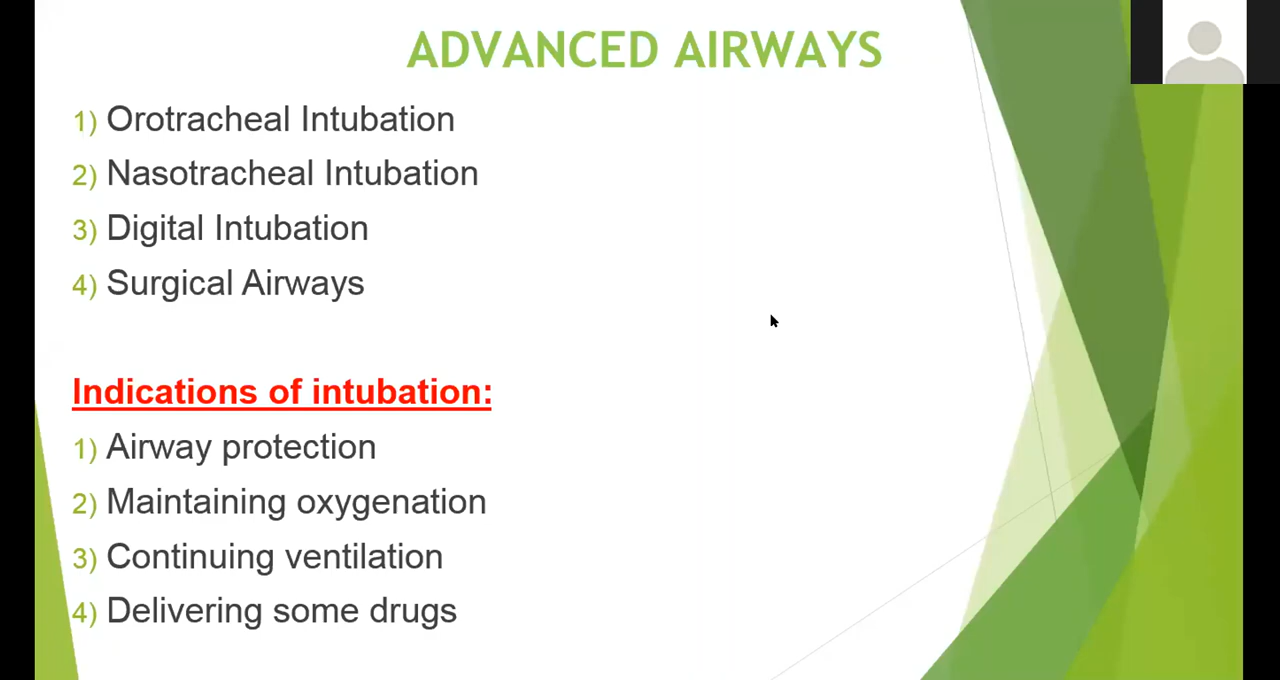 ADVANCED AIRWAYS
1) Orotracheal Intubation
2) Nasotracheal Intubation
3) Digital Intubation
4) Surgical Airways
Indications of intubation:
1) Airway protection
2) Maintaining oxygenation
3) Continuing ventilation
4) Delivering some drugs